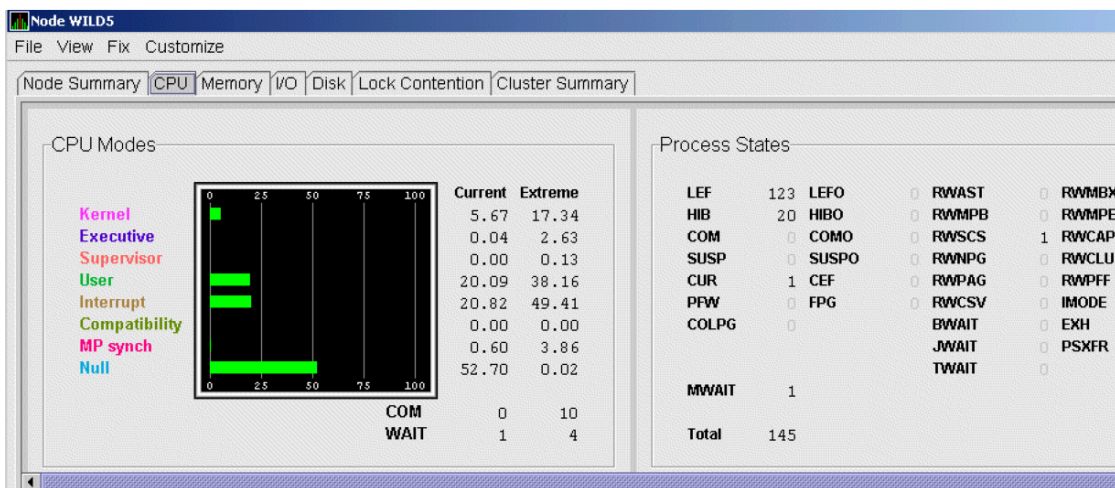 Node WILD5
File View Fix Customize
Node Summary CPU Memory I/O Disk Lock Contention Cluster Summary
CPU Modes
0 25 50 75 100
Current Extreme
Kernel 5.67 17.34
Executive 0.04 2.63
Supervisor 0.00 0.13
User 20.09 38.16
Interrupt 20.82 49.41
Compatibility 0.00 0.00
MP synch 0.60 3.86
Null 52.70 0.02
0 25 50 75 100
COM 0 10
WAIT 1 4
Process States
LEF 123 LEFO 0 RWAST 0 RWMBX
HIB 20 HIBO 0 RWMPB 0 RWMPE
COM 0 COMO 0 RWSCS 1 RWCAP
SUSP 0 SUSPO 0 RWNPG 0 RWCLU
CUR 1 CEF 0 RWPAG 0 RWPFF
PFW 0 FPG 0 RWCSV 0 IMODE
COLPG 0 BWAIT 0 EXH
JWAIT 0 PSXFR
TWAIT 0
MWAIT 1
Total 145